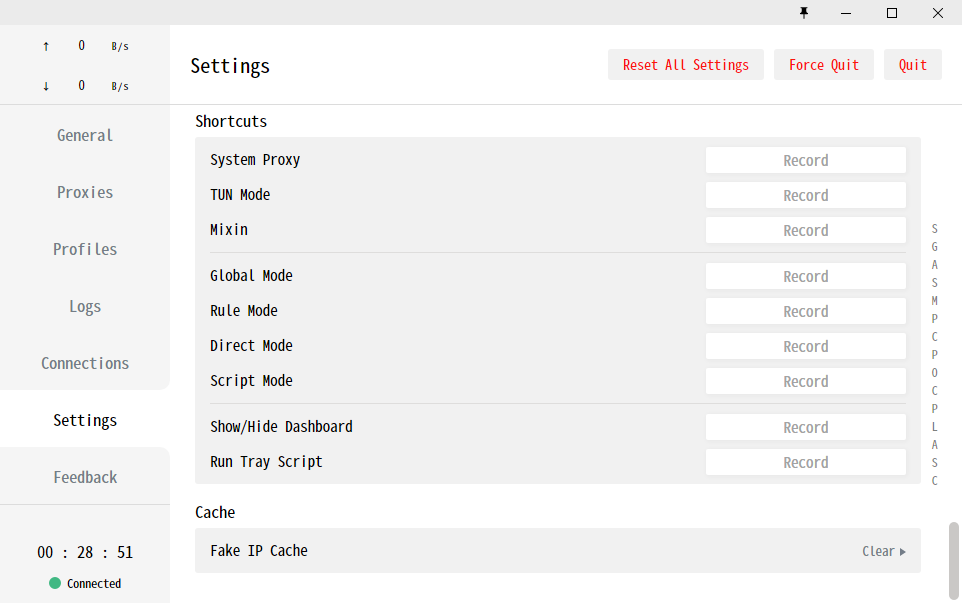 ↑ 0 B/s
↓ 0 B/s
General
Proxies
Profiles
Logs
Connections
Settings
Feedback
00 : 28 : 51
Connected
Settings
Reset All Settings
Force Quit
Quit
Shortcuts
System Proxy Record
TUN Mode Record
Mixin Record
Global Mode Record
Rule Mode Record
Direct Mode Record
Script Mode Record
Show/Hide Dashboard Record
Run Tray Script Record
Cache
Fake IP Cache Clear
S
G
A
S
M
P
C
P
O
C
P
L
A
S
C